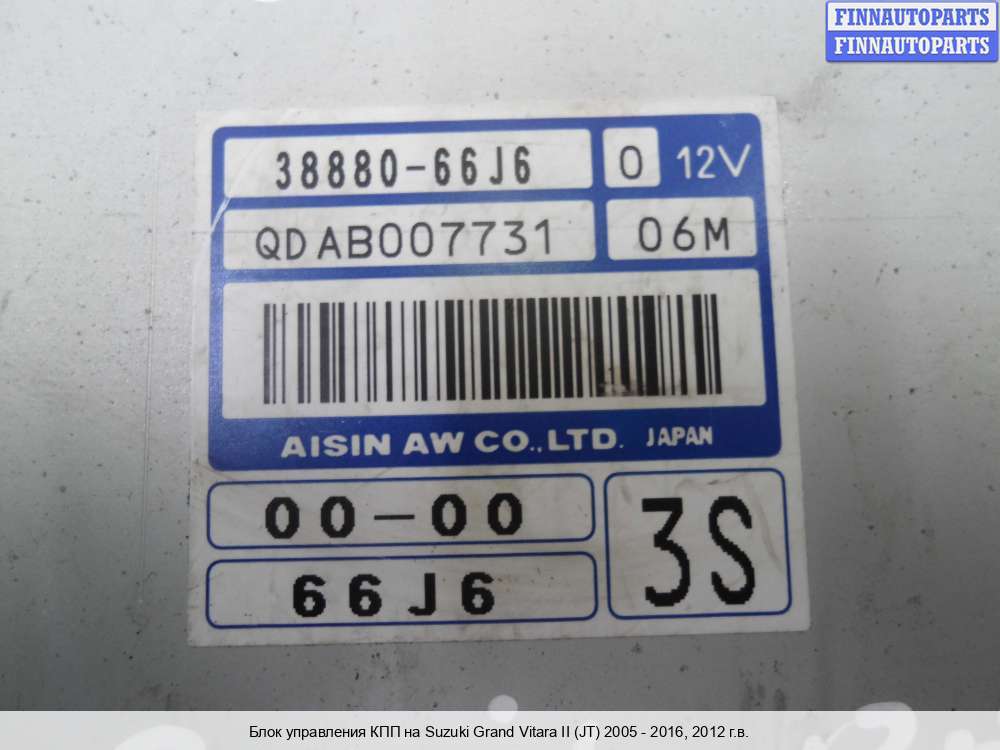 FINNAUTOPARTS
FINNAUTOPARTS
38880-66J6 0 12V
QDAB007731 06M
AISIN AW CO.,LTD. JAPAN
00-00
66J6
3S
Блок управления КПП на Suzuki Grand Vitara II (JT) 2005 - 2016, 2012 г.в.